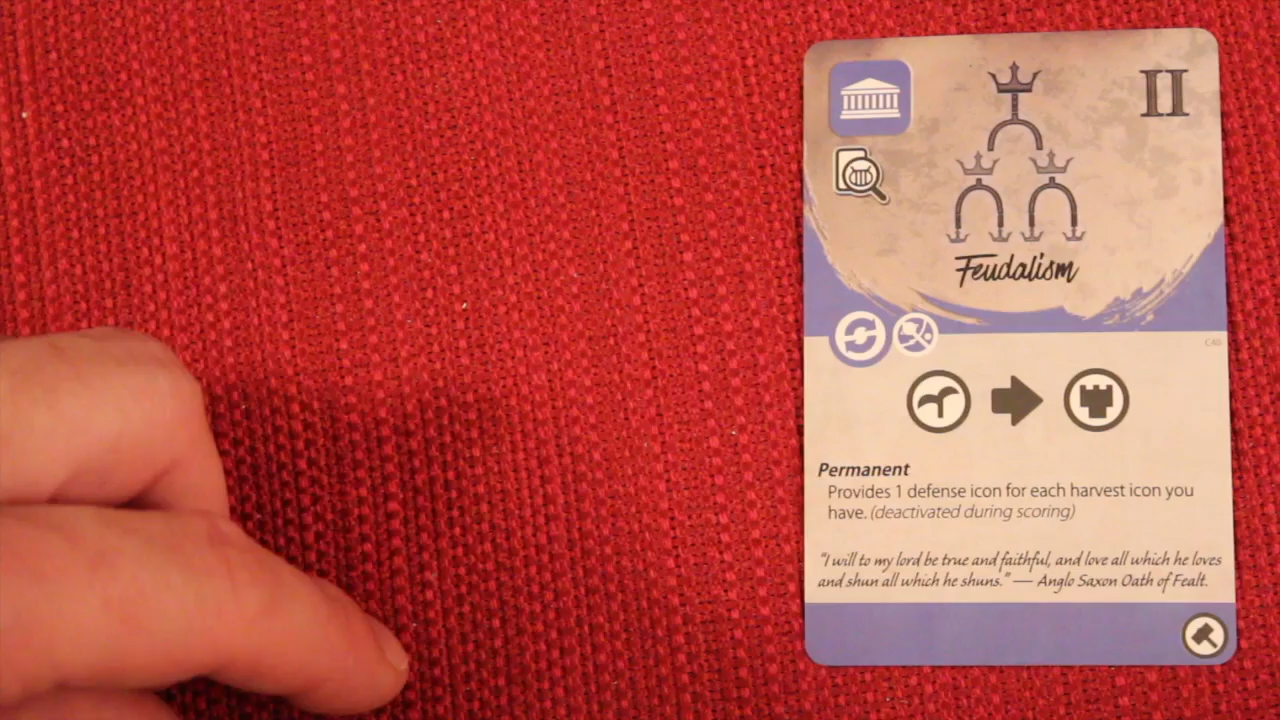 II
Feudalism
Permanent
Provides 1 defense icon for each harvest icon you
have. (deactivated during scoring)
"I will to my lord be true and faithful, and love all which he loves
and shun all which he shuns." — Anglo Saxon Oath of Fealt.